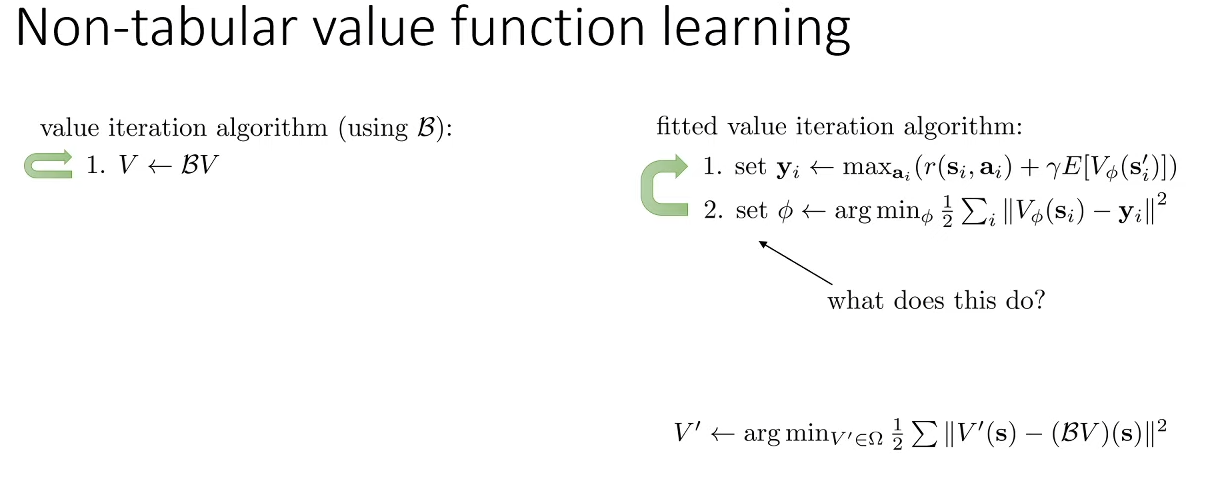 Non-tabular value function learning
value iteration algorithm (using $\mathcal{B}$):
1. $V \leftarrow \mathcal{B}V$
fitted value iteration algorithm:
1. set $\mathbf{y}_i \leftarrow \max_{\mathbf{a}_i}(r(\mathbf{s}_i, \mathbf{a}_i) + \gamma E[V_\phi(\mathbf{s}_i')])$
2. set $\phi \leftarrow \arg\min_\phi \frac{1}{2} \sum_i \|V_\phi(\mathbf{s}_i) - \mathbf{y}_i\|^2$
what does this do?
$V' \leftarrow \arg\min_{V' \in \Omega} \frac{1}{2} \sum \|V'(\mathbf{s}) - (\mathcal{B}V)(\mathbf{s})\|^2$